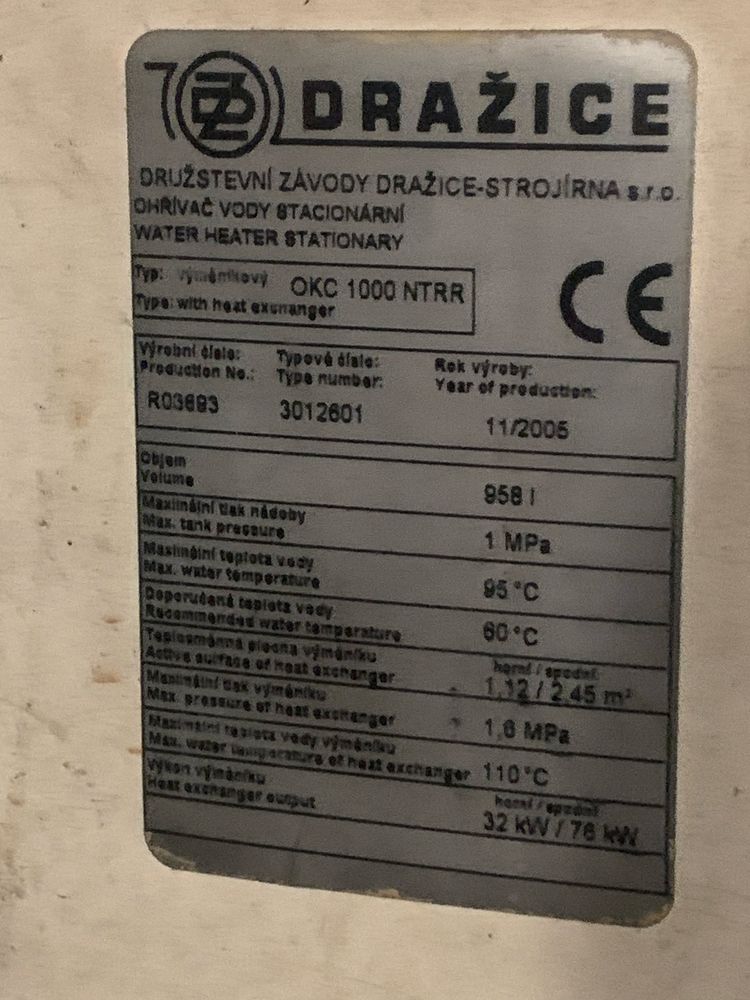 DRAŽICE
DRUŽSTEVNÍ ZÁVODY DRAŽICE-STROJÍRNA s.r.o.
OHŘÍVAČ VODY STACIONÁRNÍ
WATER HEATER STATIONARY
CE
Typ: výměníkový OKC 1000 NTRR
Type: with heat exchanger
Výrobní číslo: Typové číslo: Rok výroby:
Production No.: Type number: Year of production:
R03693 3012601 11/2005
Objem
Volume 958 l
Maximální tlak nádoby
Max. tank pressure 1 MPa
Maximální teplota vody
Max. water temperature 95 °C
Doporučená teplota vody
Recommended water temperature 60 °C
Teplosměnná plocha výměníku horní / spodní
Active surface of heat exchanger 1,12 / 2,45 m²
Maximální tlak výměníku
Max. pressure of heat exchanger 1,6 MPa
Maximální teplota vody výměníku
Max. water temperature of heat exchanger 110 °C
Výkon výměníku horní / spodní
Heat exchanger output 32 kW / 76 kW